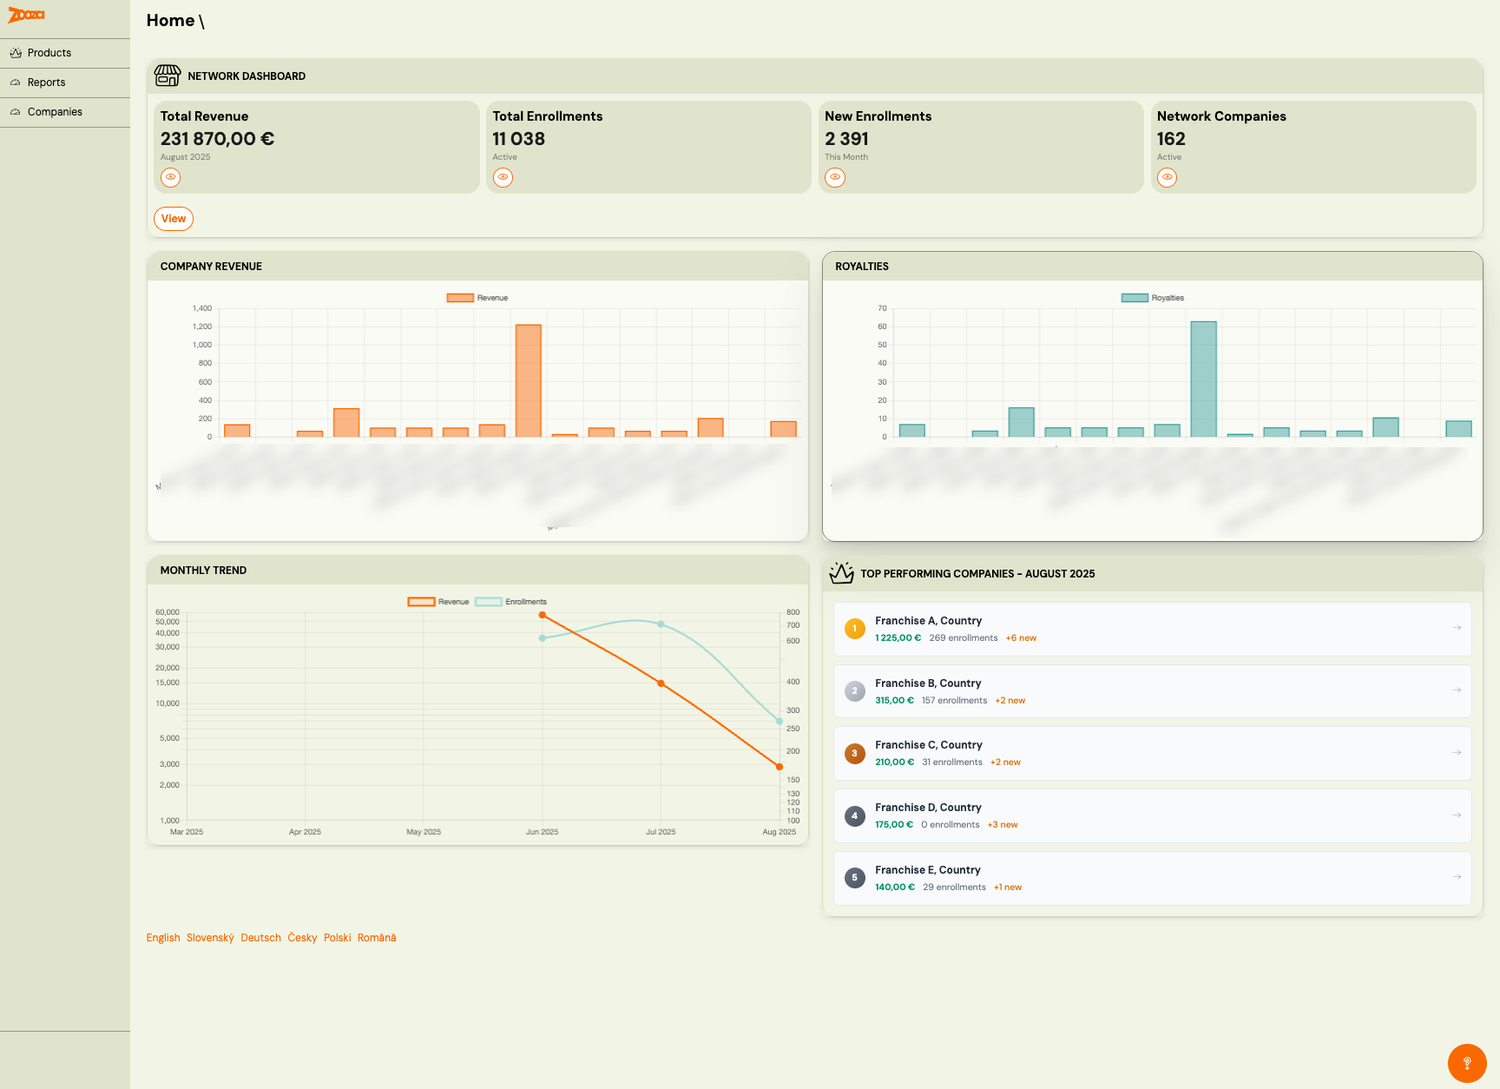 Zooza
Home \
Products
Reports
Companies
NETWORK DASHBOARD
Total Revenue
231 870,00 €
August 2025
Total Enrollments
11 038
Active
New Enrollments
2 391
This Month
Network Companies
162
Active
View
COMPANY REVENUE
Revenue
1,400
1,200
1,000
800
600
400
200
0
ROYALTIES
Royalties
70
60
50
40
30
20
10
0
MONTHLY TREND
Revenue Enrollments
60,000
50,000
40,000
30,000
20,000
15,000
10,000
5,000
3,000
2,000
1,000
800
700
600
400
300
250
200
150
130
120
110
100
Mar 2025 Apr 2025 May 2025 Jun 2025 Jul 2025 Aug 2025
TOP PERFORMING COMPANIES - AUGUST 2025
1
Franchise A, Country
1 225,00 € 269 enrollments +6 new
2
Franchise B, Country
315,00 € 157 enrollments +2 new
3
Franchise C, Country
210,00 € 31 enrollments +2 new
4
Franchise D, Country
175,00 € 0 enrollments +3 new
5
Franchise E, Country
140,00 € 29 enrollments +1 new
English Slovenský Deutsch Česky Polski Română
?